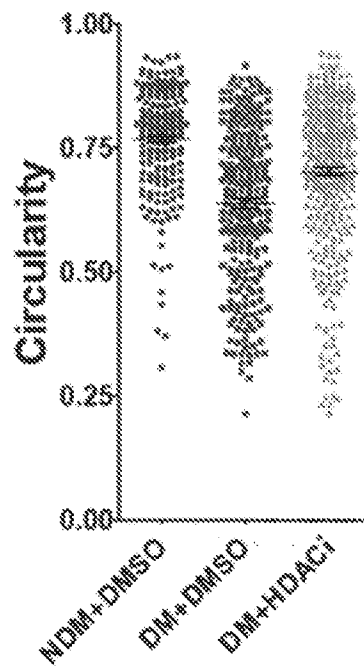 Circularity
1.00
0.75
0.50
0.25
0.00
NDM+DMSO
DM+DMSO
DM+HDACi